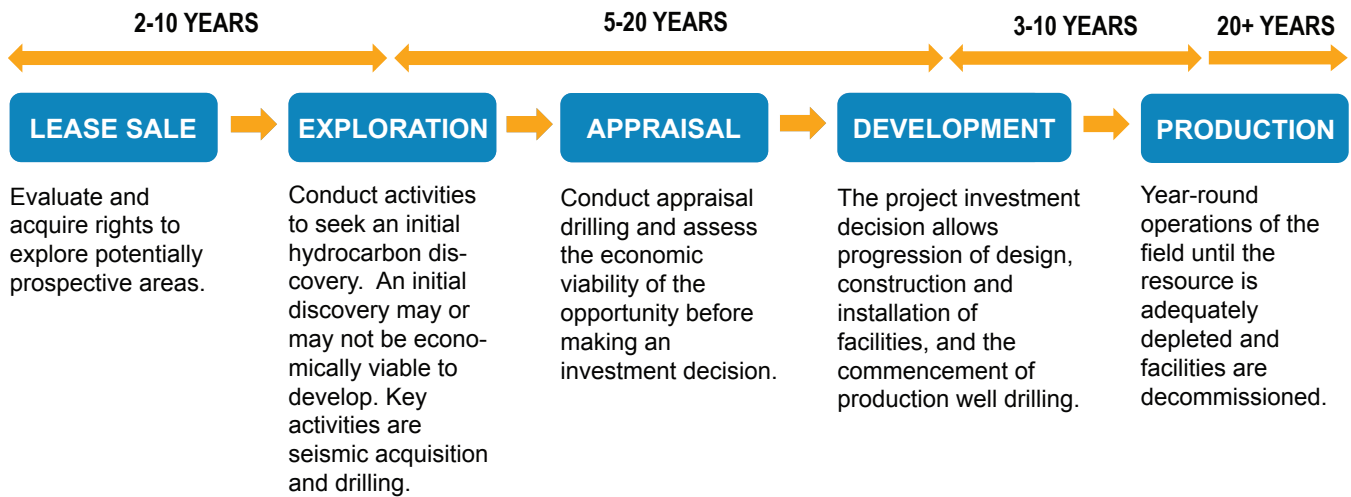 2-10 YEARS
5-20 YEARS
3-10 YEARS
20+ YEARS
LEASE SALE
EXPLORATION
APPRAISAL
DEVELOPMENT
PRODUCTION
Evaluate and
acquire rights to
explore potentially
prospective areas.
Conduct activities
to seek an initial
hydrocarbon dis-
covery.  An initial
discovery may or
may not be econo-
mically viable to
develop. Key
activities are
seismic acquisition
and drilling.
Conduct appraisal
drilling and assess
the economic
viability of the
opportunity before
making an
investment decision.
The project investment
decision allows
progression of design,
construction and
installation of
facilities, and the
commencement of
production well drilling.
Year-round
operations of the
field until the
resource is
adequately
depleted and
facilities are
decommissioned.